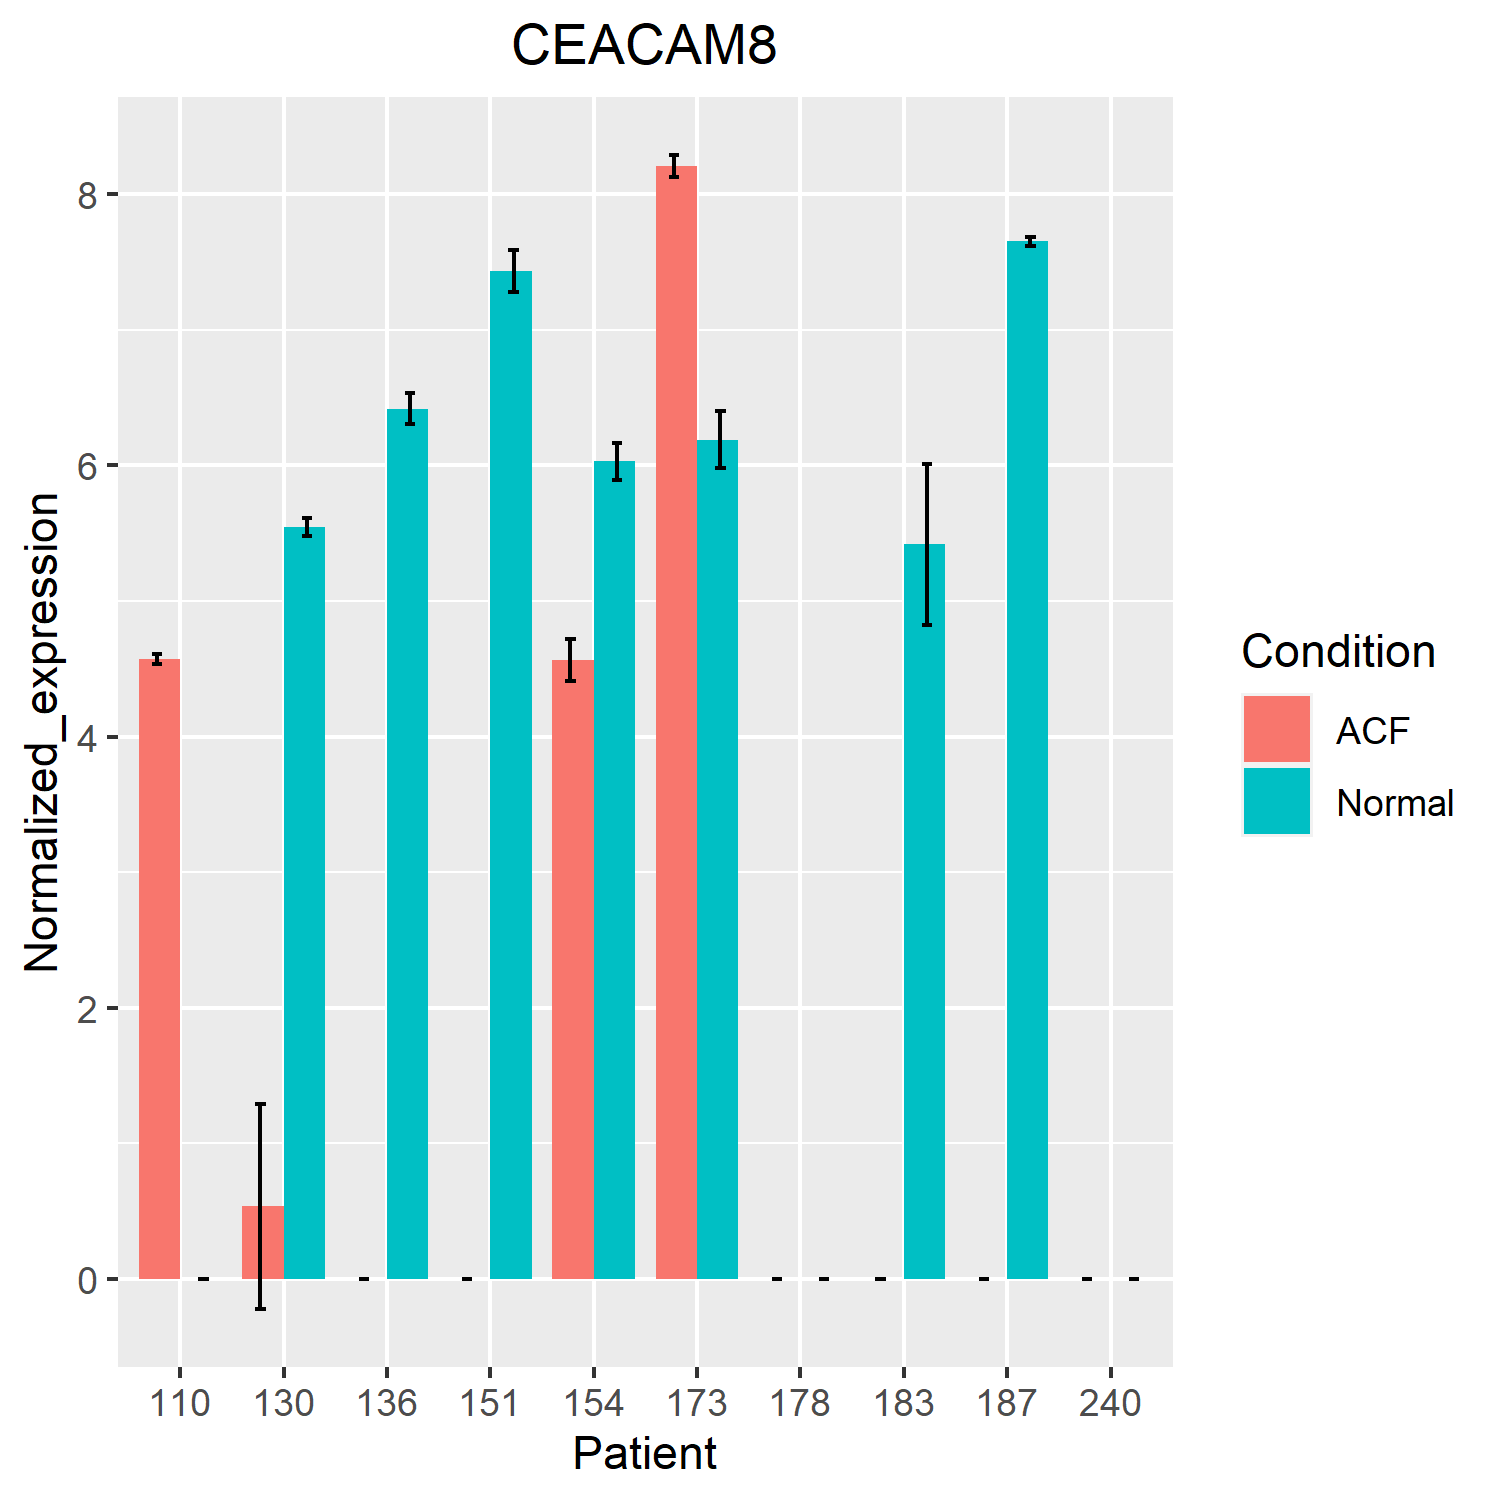 CEACAM8
Normalized_expression
8
6
4
2
0
110 130 136 151 154 173 178 183 187 240
Patient
Condition
ACF
Normal